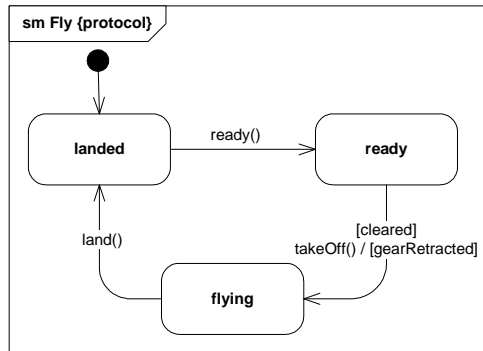 sm Fly {protocol}
landed
ready()
ready
[cleared]
takeOff() / [gearRetracted]
land()
flying